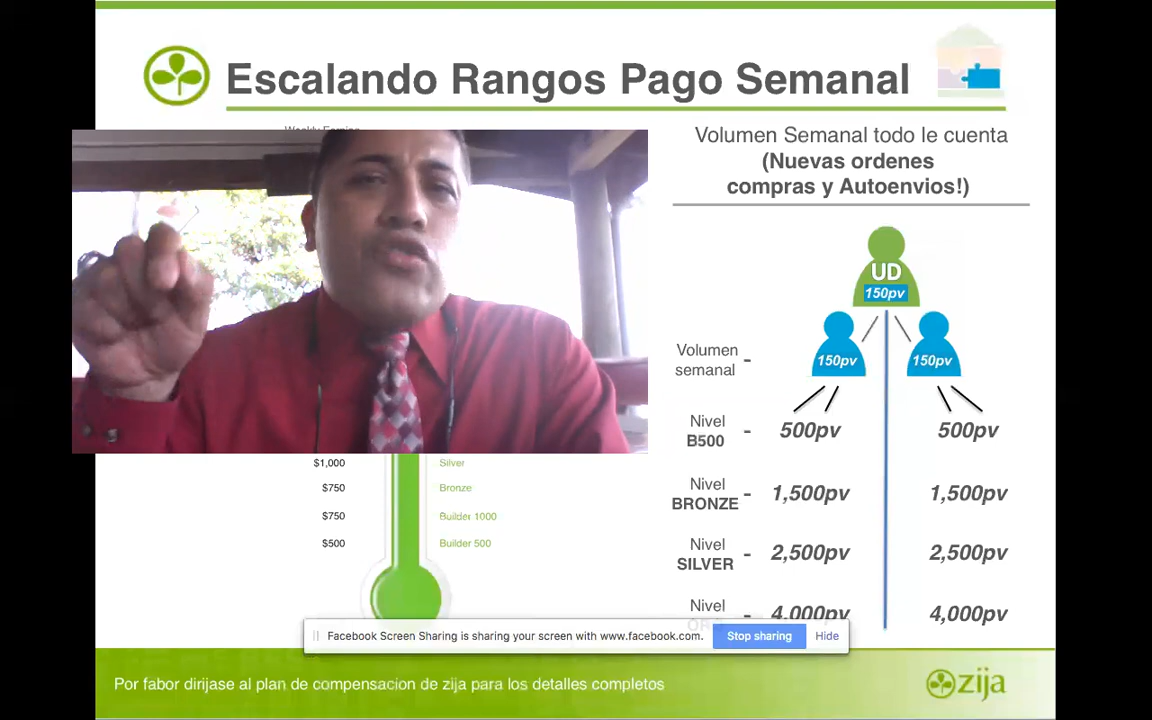 Escalando Rangos Pago Semanal
Weekly Earning
Volumen Semanal todo le cuenta
(Nuevas ordenes
compras y Autoenvios!)
UD
150pv
Volumen
semanal -
150pv
150pv
Nivel
B500 - 500pv 500pv
Nivel
BRONZE - 1,500pv 1,500pv
Nivel
SILVER - 2,500pv 2,500pv
Nivel
- 4,000pv 4,000pv
$1,000 Silver
$750 Bronze
$750 Builder 1000
$500 Builder 500
Facebook Screen Sharing is sharing your screen with www.facebook.com. Stop sharing Hide
Por fabor dirijase al plan de compensacion de zija para los detalles completos
zija